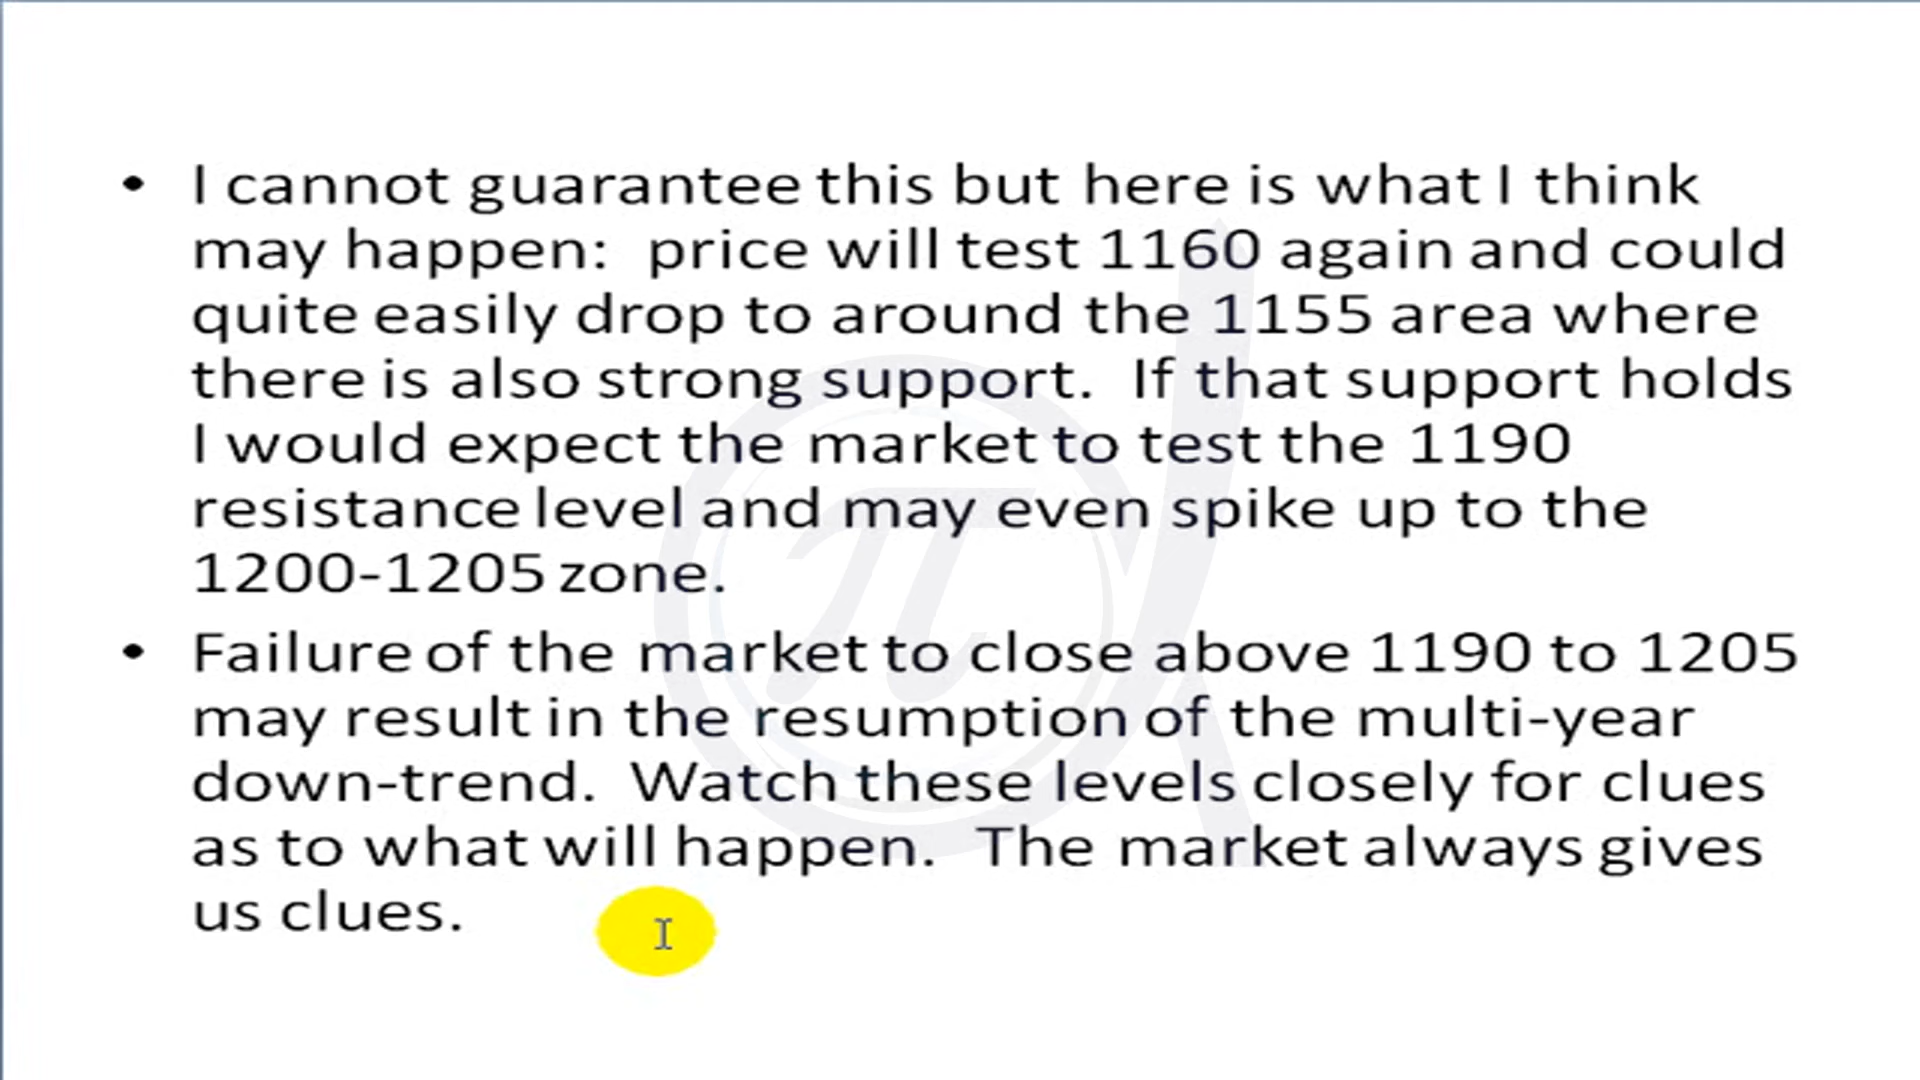 • I cannot guarantee this but here is what I think
may happen:  price will test 1160 again and could
quite easily drop to around the 1155 area where
there is also strong support.  If that support holds
I would expect the market to test the 1190
resistance level and may even spike up to the
1200-1205 zone.
• Failure of the market to close above 1190 to 1205
may result in the resumption of the multi-year
down-trend.  Watch these levels closely for clues
as to what will happen.  The market always gives
us clues.